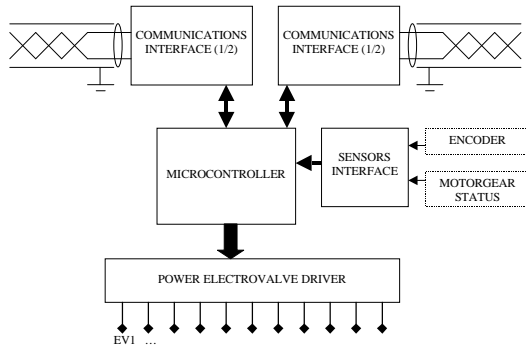 COMMUNICATIONS
INTERFACE (1/2)
COMMUNICATIONS
INTERFACE (1/2)
MICROCONTROLLER
SENSORS
INTERFACE
ENCODER
MOTORGEAR
STATUS
POWER ELECTROVALVE DRIVER
EV1 ...